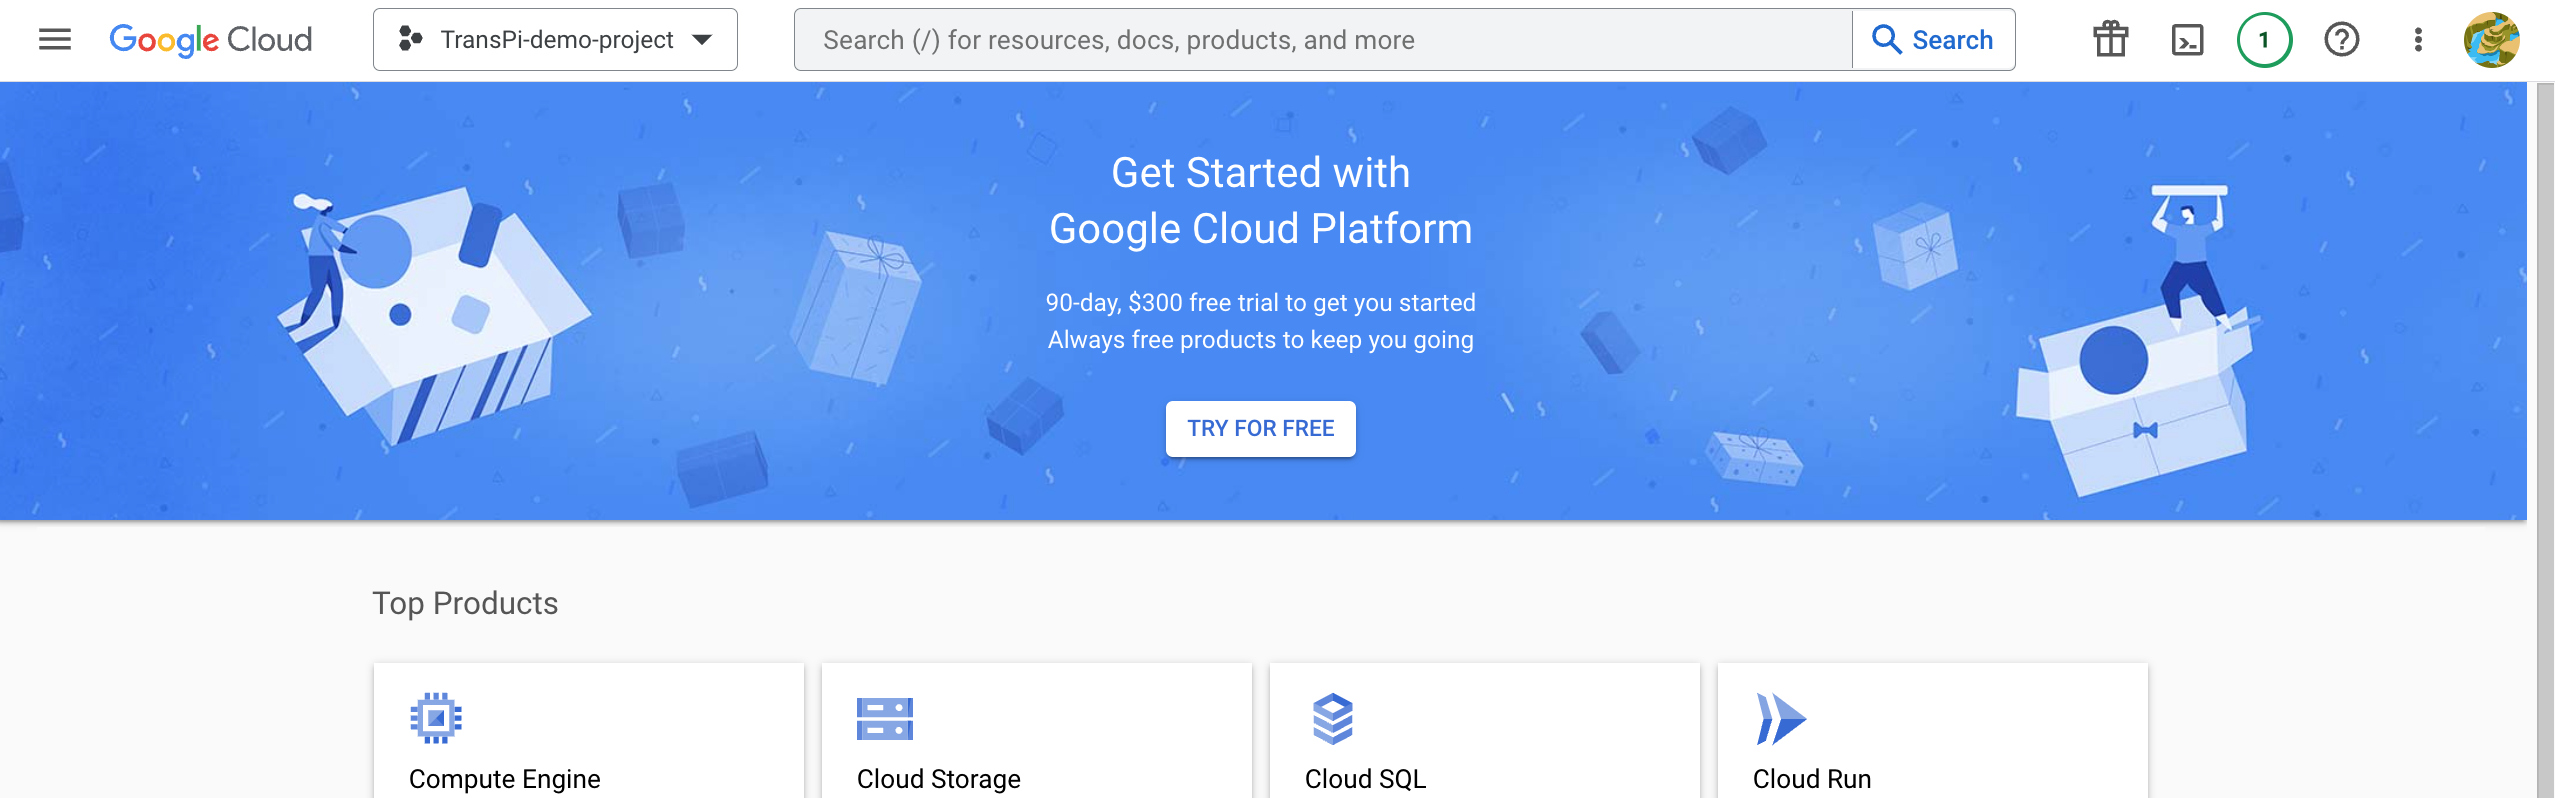 Google Cloud
TransPi-demo-project
Search (/) for resources, docs, products, and more
Search
1
Get Started with
Google Cloud Platform
90-day, $300 free trial to get you started
Always free products to keep you going
TRY FOR FREE
Top Products
Compute Engine
Cloud Storage
Cloud SQL
Cloud Run